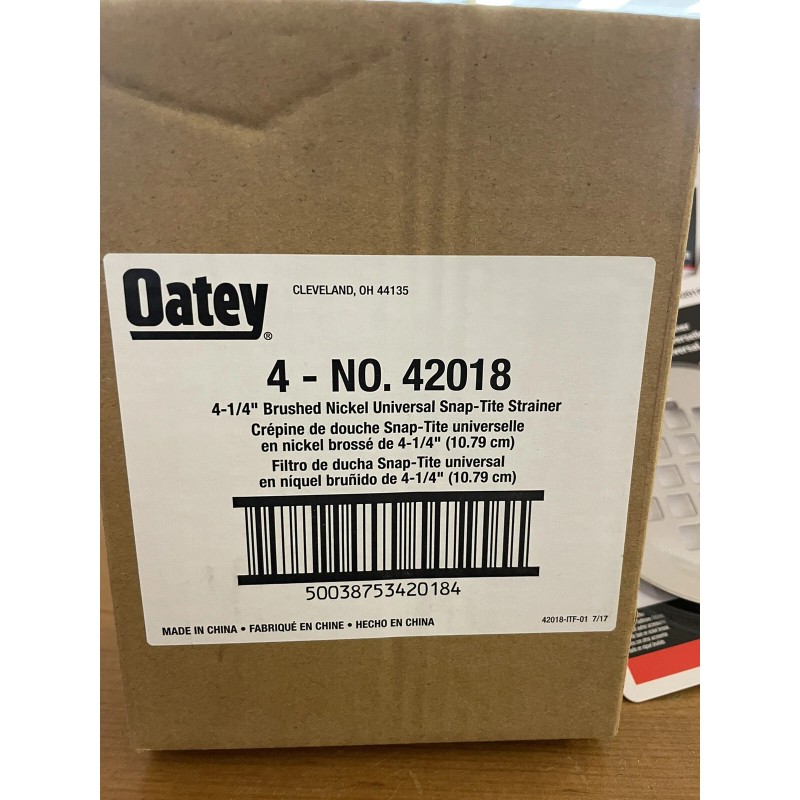 Oatey®
CLEVELAND, OH 44135
4 - NO. 42018
4-1/4" Brushed Nickel Universal Snap-Tite Strainer
Crépine de douche Snap-Tite universelle
en nickel brossé de 4-1/4" (10.79 cm)
Filtro de ducha Snap-Tite universal
en níquel bruñido de 4-1/4" (10.79 cm)
50038753420184
MADE IN CHINA • FABRIQUÉ EN CHINE • HECHO EN CHINA
42018-ITF-01 7/17